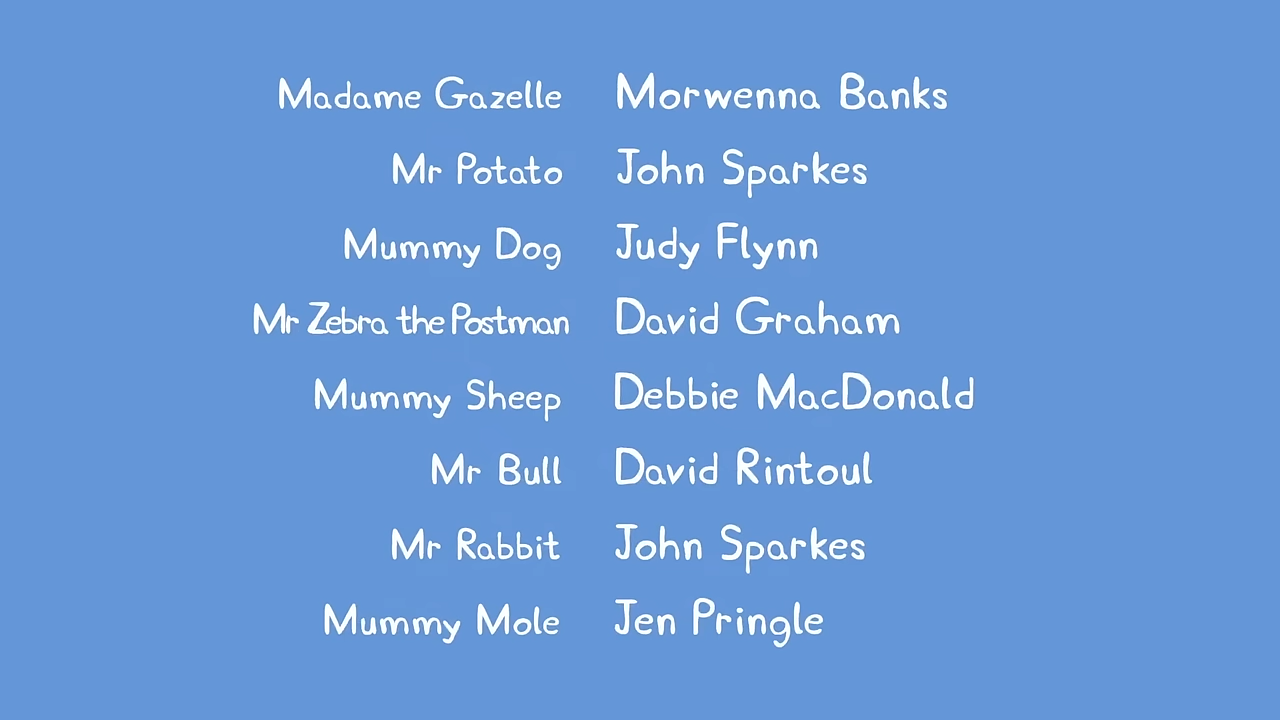 Madame Gazelle Morwenna Banks
Mr Potato John Sparkes
Mummy Dog Judy Flynn
Mr Zebra the Postman David Graham
Mummy Sheep Debbie MacDonald
Mr Bull David Rintoul
Mr Rabbit John Sparkes
Mummy Mole Jen Pringle